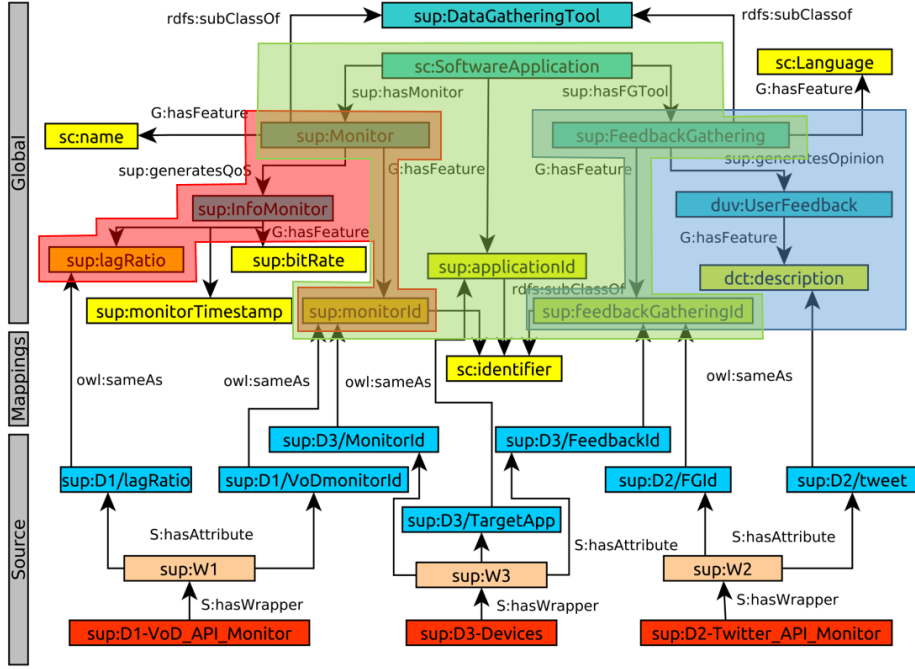 rdfs:subClassOf
sup:DataGatheringTool
rdfs:subClassof
sc:SoftwareApplication
sc:Language
sup:hasMonitor
sup:hasFGTool
G:hasFeature
G:hasFeature
sc:name
sup:Monitor
sup:FeedbackGathering
Global
sup:generatesQoS
G:hasFeature
G:hasFeature
sup:generatesOpinion
sup:InfoMonitor
duv:UserFeedback
G:hasFeature
G:hasFeature
sup:lagRatio
sup:bitRate
sup:applicationId
dct:description
rdfs:subClassOf
sup:monitorTimestamp
sup:monitorId
sup:feedbackGatheringId
Mappings
sc:identifier
owl:sameAs
owl:sameAs
owl:sameAs
owl:sameAs
sup:D3/MonitorId
sup:D3/FeedbackId
sup:D1/lagRatio
sup:D1/VoDmonitorId
sup:D2/FGId
sup:D2/tweet
sup:D3/TargetApp
Source
S:hasAttribute
S:hasAttribute
S:hasAttribute
sup:W1
sup:W3
sup:W2
S:hasWrapper
S:hasWrapper
S:hasWrapper
sup:D1-VoD_API_Monitor
sup:D3-Devices
sup:D2-Twitter_API_Monitor